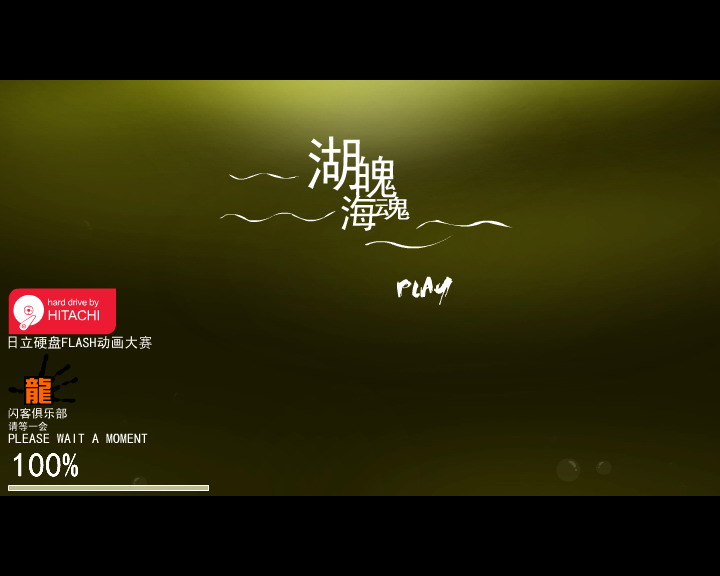 湖魄
海魂
PLAY
hard drive by
HITACHI
日立硬盘FLASH动画大赛
龍
闪客俱乐部
请等一会
PLEASE WAIT A MOMENT
100%